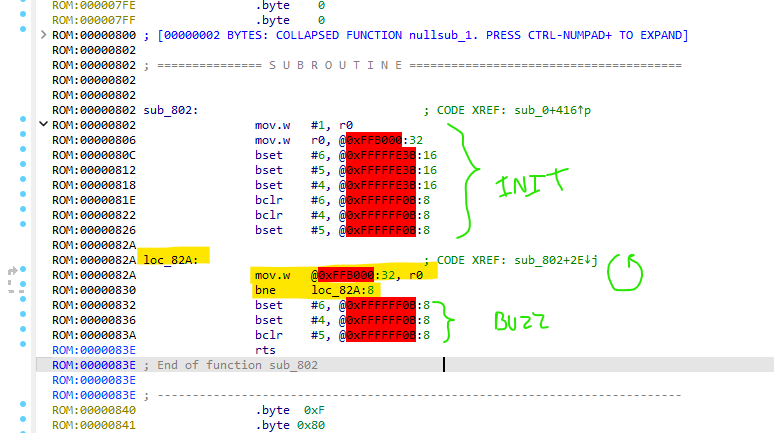 ROM:000007FE .byte 0
ROM:000007FF .byte 0
ROM:00000800 ; [00000002 BYTES: COLLAPSED FUNCTION nullsub_1. PRESS CTRL-NUMPAD+ TO EXPAND]
ROM:00000802
ROM:00000802 ; =============== S U B R O U T I N E =======================================
ROM:00000802
ROM:00000802
ROM:00000802 sub_802: ; CODE XREF: sub_0+416↑p
ROM:00000802 mov.w #1, r0
ROM:00000806 mov.w r0, @0xFFB000:32
ROM:0000080C bset #6, @0xFFFFFE3B:16
ROM:00000812 bset #5, @0xFFFFFE3B:16
ROM:00000818 bset #4, @0xFFFFFE3B:16
ROM:0000081E bclr #6, @0xFFFFFF0B:8
ROM:00000822 bclr #4, @0xFFFFFF0B:8
ROM:00000826 bset #5, @0xFFFFFF0B:8
INIT
ROM:0000082A
ROM:0000082A loc_82A: ; CODE XREF: sub_802+2E↓j
ROM:0000082A mov.w @0xFFB000:32, r0
ROM:00000830 bne loc_82A:8
ROM:00000832 bset #6, @0xFFFFFF0B:8
ROM:00000836 bset #4, @0xFFFFFF0B:8
ROM:0000083A bclr #5, @0xFFFFFF0B:8
BUZZ
ROM:0000083E rts
ROM:0000083E ; End of function sub_802
ROM:0000083E
ROM:0000083E ; ---------------------------------------------------------------------------
ROM:00000840 .byte 0xF
ROM:00000841 .byte 0x80